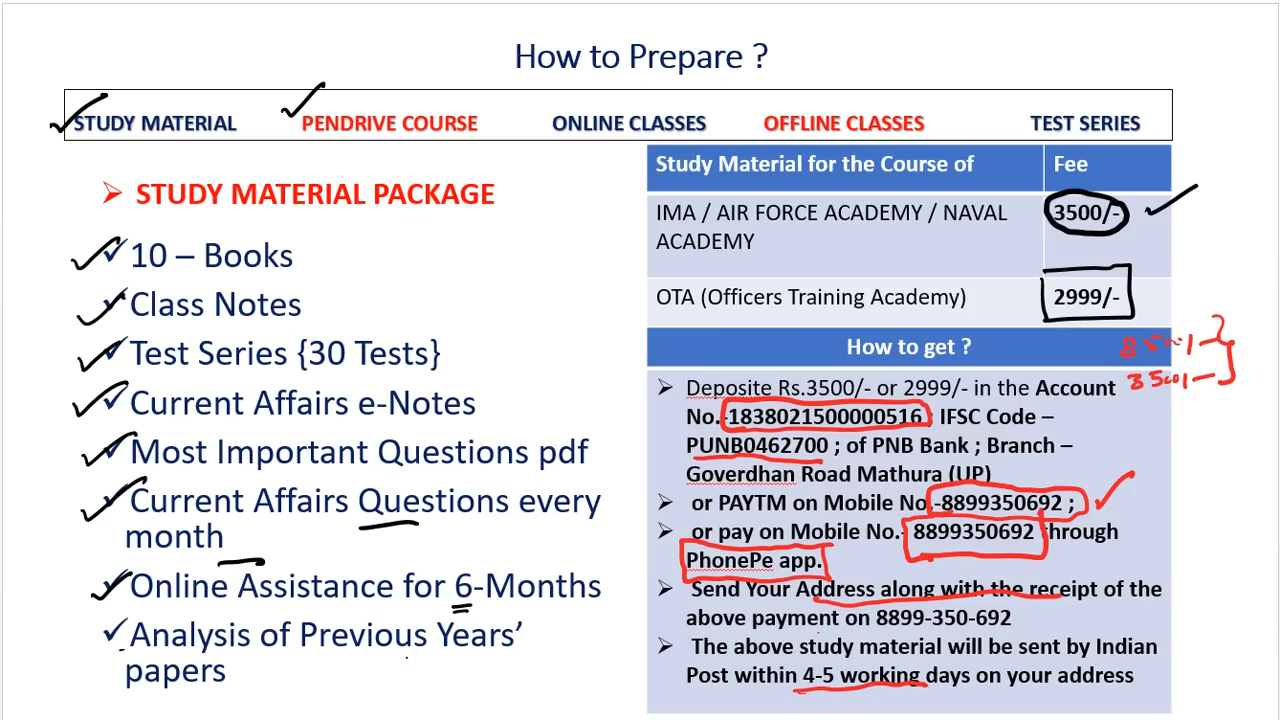 How to Prepare ?
STUDY MATERIAL PENDRIVE COURSE ONLINE CLASSES OFFLINE CLASSES TEST SERIES
STUDY MATERIAL PACKAGE
10 – Books
Class Notes
Test Series {30 Tests}
Current Affairs e-Notes
Most Important Questions pdf
Current Affairs Questions every
month
Online Assistance for 6-Months
Analysis of Previous Years’
papers
Study Material for the Course of Fee
IMA / AIR FORCE ACADEMY / NAVAL 3500/-
ACADEMY
OTA (Officers Training Academy) 2999/-
How to get ?
Deposite Rs.3500/- or 2999/- in the Account
No.-1838021500000516; IFSC Code –
PUNB0462700 ; of PNB Bank ; Branch –
Goverdhan Road Mathura (UP)
or PAYTM on Mobile No.-8899350692 ;
or pay on Mobile No.- 8899350692 through
PhonePe app.
Send Your Address along with the receipt of the
above payment on 8899-350-692
The above study material will be sent by Indian
Post within 4-5 working days on your address